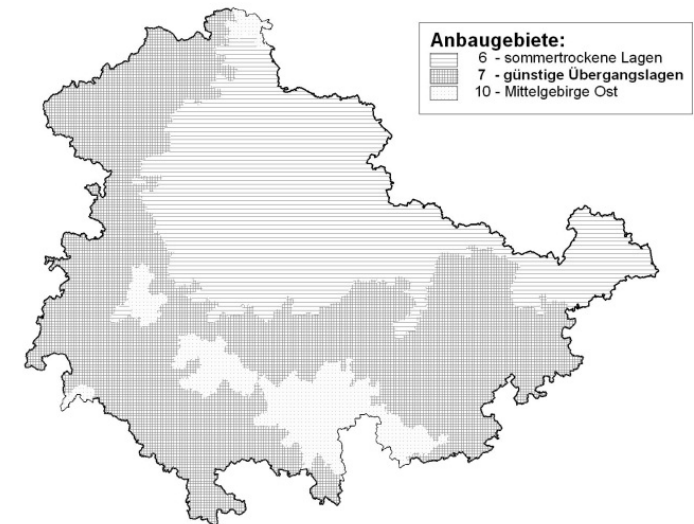 Anbaugebiete:
6 - sommertrockene Lagen
7 - günstige Übergangslagen
10 - Mittelgebirge Ost